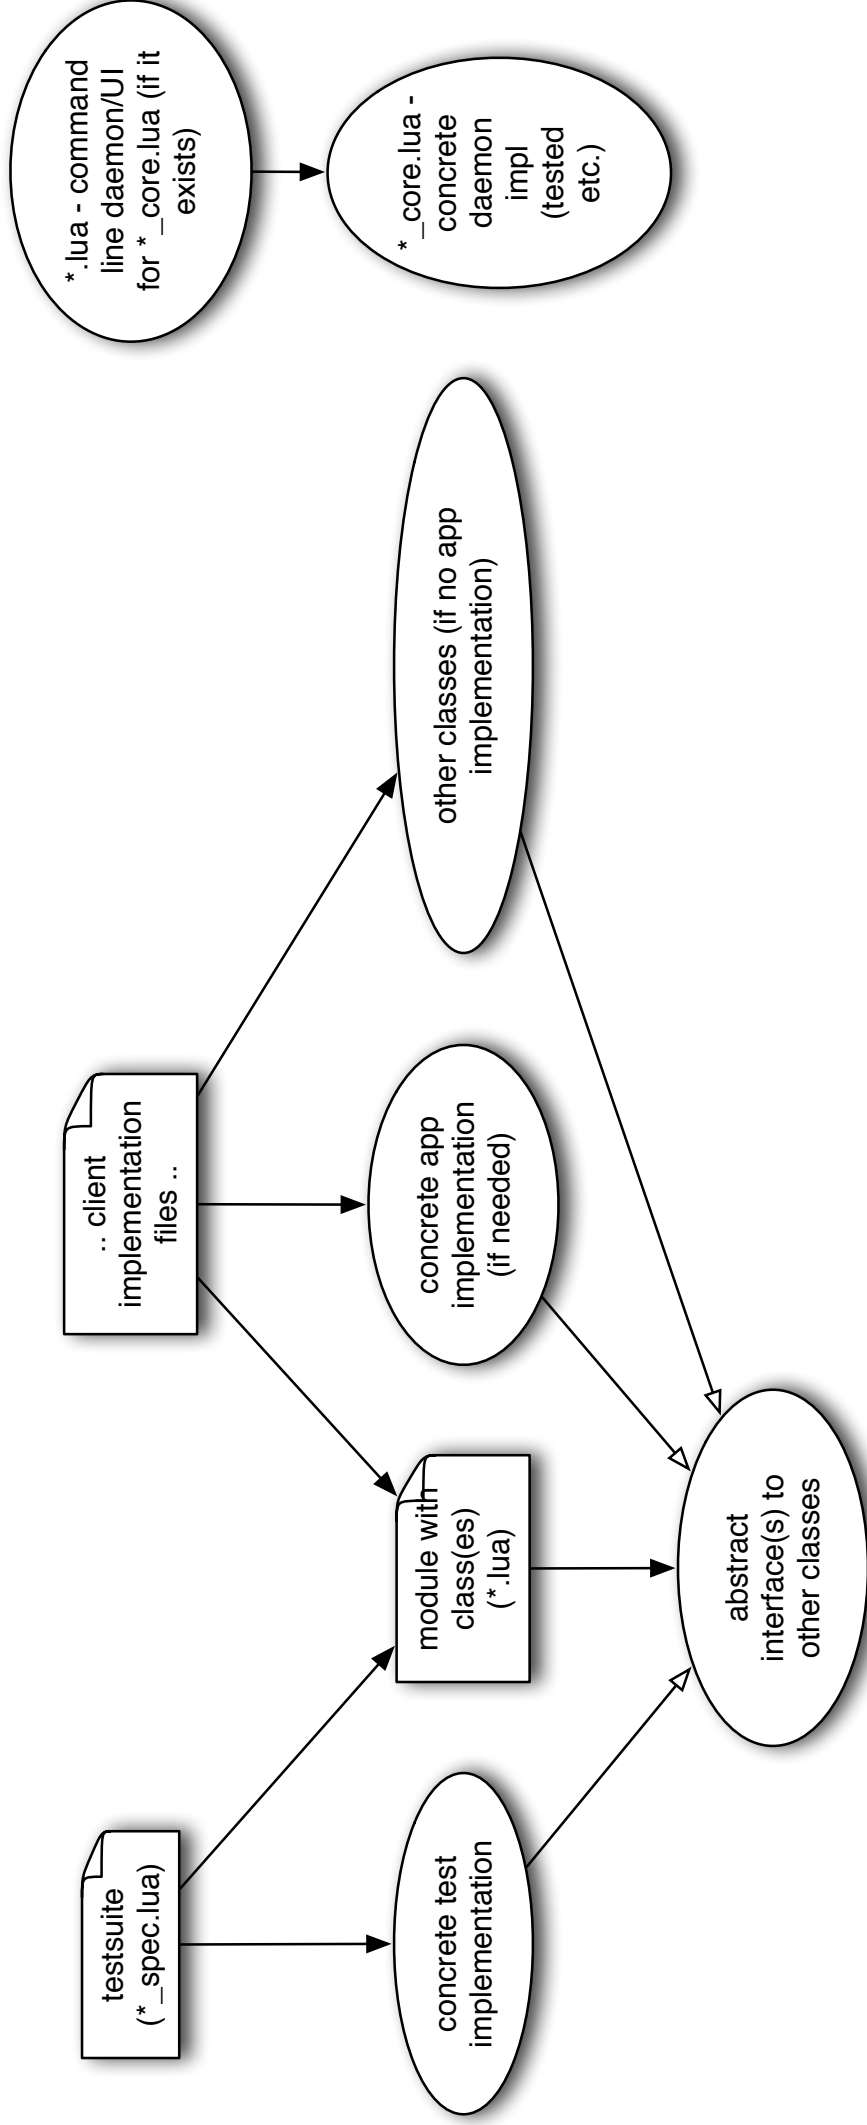 testsuite
(*_spec.lua)
.. client
implementation
files ..
*.lua - command
line daemon/UI
for *_core.lua (if it
exists)
concrete test
implementation
module with
class(es)
(*.lua)
concrete app
implementation
(if needed)
other classes (if no app
implementation)
*_core.lua -
concrete
daemon
impl
(tested
etc.)
abstract
interface(s) to
other classes